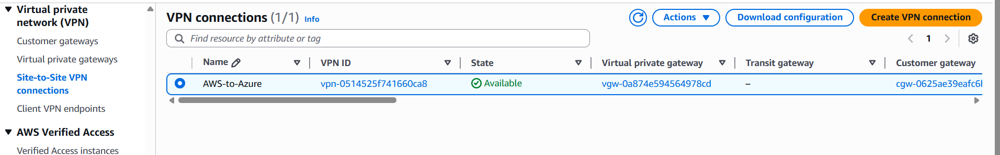 Virtual private
network (VPN)
Customer gateways
Virtual private gateways
Site-to-Site VPN
connections
Client VPN endpoints
AWS Verified Access
Verified Access instances
VPN connections (1/1) Info
Actions
Download configuration
Create VPN connection
Find resource by attribute or tag
1
Name VPN ID State Virtual private gateway Transit gateway Customer gateway
AWS-to-Azure vpn-0514525f741660ca8 Available vgw-0a874e594564978cd – cgw-0625ae39eafc6